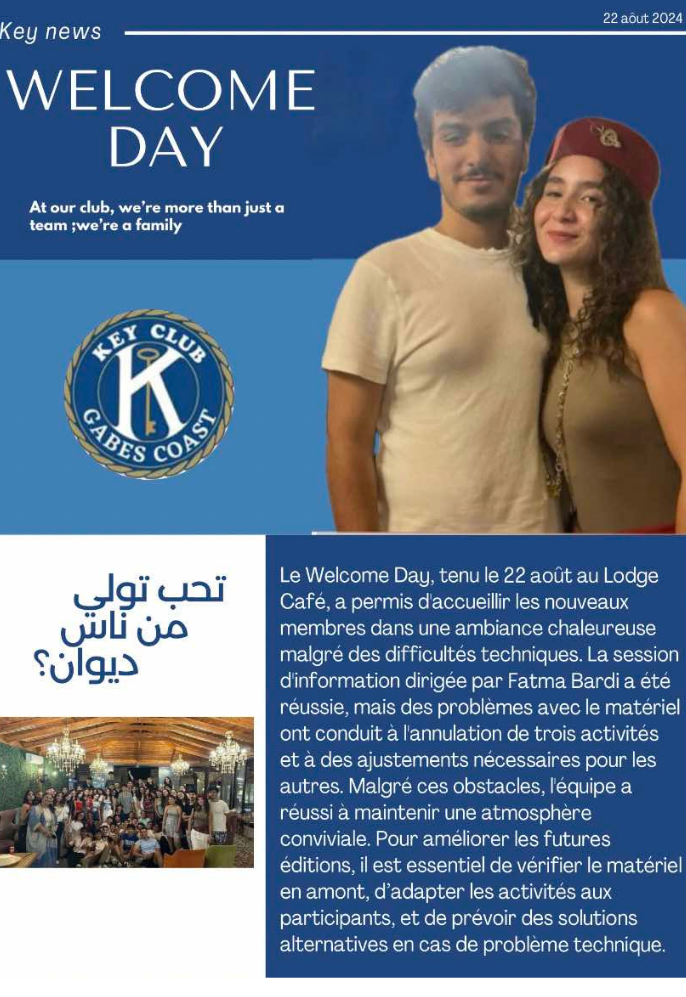 22 aôut 2024
Key news
WELCOME
DAY
At our club, we're more than just a
team ;we're a family
KEY CLUB
K
GABES COAST
تحب تولي
من ناس
ديوان؟
Le Welcome Day, tenu le 22 août au Lodge
Café, a permis d'accueillir les nouveaux
membres dans une ambiance chaleureuse
malgré des difficultés techniques. La session
d'information dirigée par Fatma Bardi a été
réussie, mais des problèmes avec le matériel
ont conduit à l'annulation de trois activités
et à des ajustements nécessaires pour les
autres. Malgré ces obstacles, l'équipe a
réussi à maintenir une atmosphère
conviviale. Pour améliorer les futures
éditions, il est essentiel de vérifier le matériel
en amont, d'adapter les activités aux
participants, et de prévoir des solutions
alternatives en cas de problème technique.